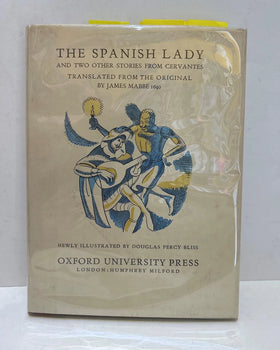 THE SPANISH LADY
AND TWO OTHER STORIES FROM CERVANTES
TRANSLATED FROM THE ORIGINAL
BY JAMES MABBE 1640
NEWLY ILLUSTRATED BY DOUGLAS PERCY BLISS
OXFORD UNIVERSITY PRESS
LONDON: HUMPHREY MILFORD